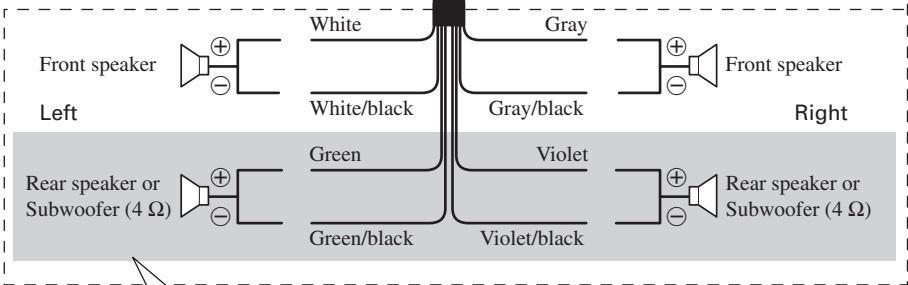 White
Gray
⊕
⊕
Front speaker
Front speaker
⊖
⊖
White/black
Gray/black
Left
Right
Green
Violet
⊕
⊕
Rear speaker or
Subwoofer (4 Ω)
Rear speaker or
Subwoofer (4 Ω)
⊖
⊖
Green/black
Violet/black